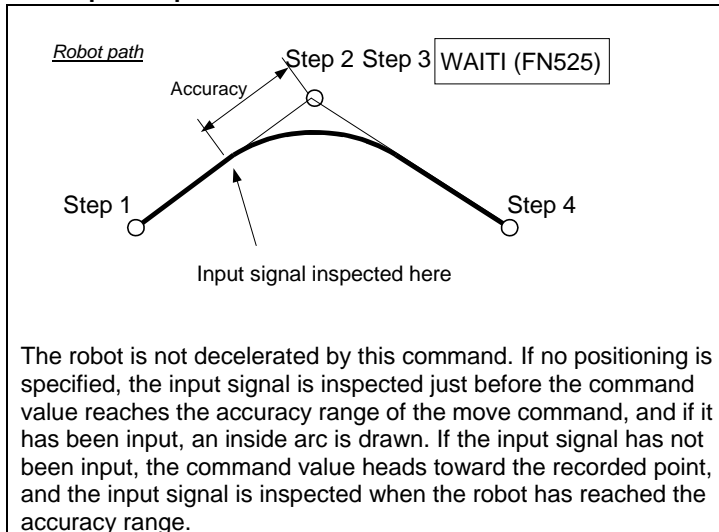 Robot path
Step 2 Step 3 WAITI (FN525)
Accuracy
Step 1
Step 4
Input signal inspected here
The robot is not decelerated by this command. If no positioning is
specified, the input signal is inspected just before the command
value reaches the accuracy range of the move command, and if it
has been input, an inside arc is drawn. If the input signal has not
been input, the command value heads toward the recorded point,
and the input signal is inspected when the robot has reached the
accuracy range.